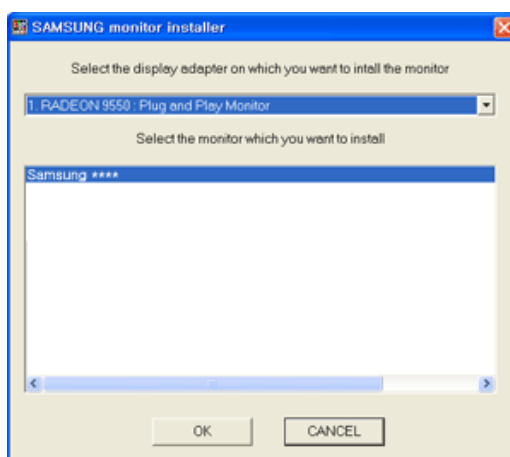 SAMSUNG monitor installer
Select the display adapter on which you want to intall the monitor
1. RADEON 9550 : Plug and Play Monitor
Select the monitor which you want to install
Samsung ****
OK
CANCEL